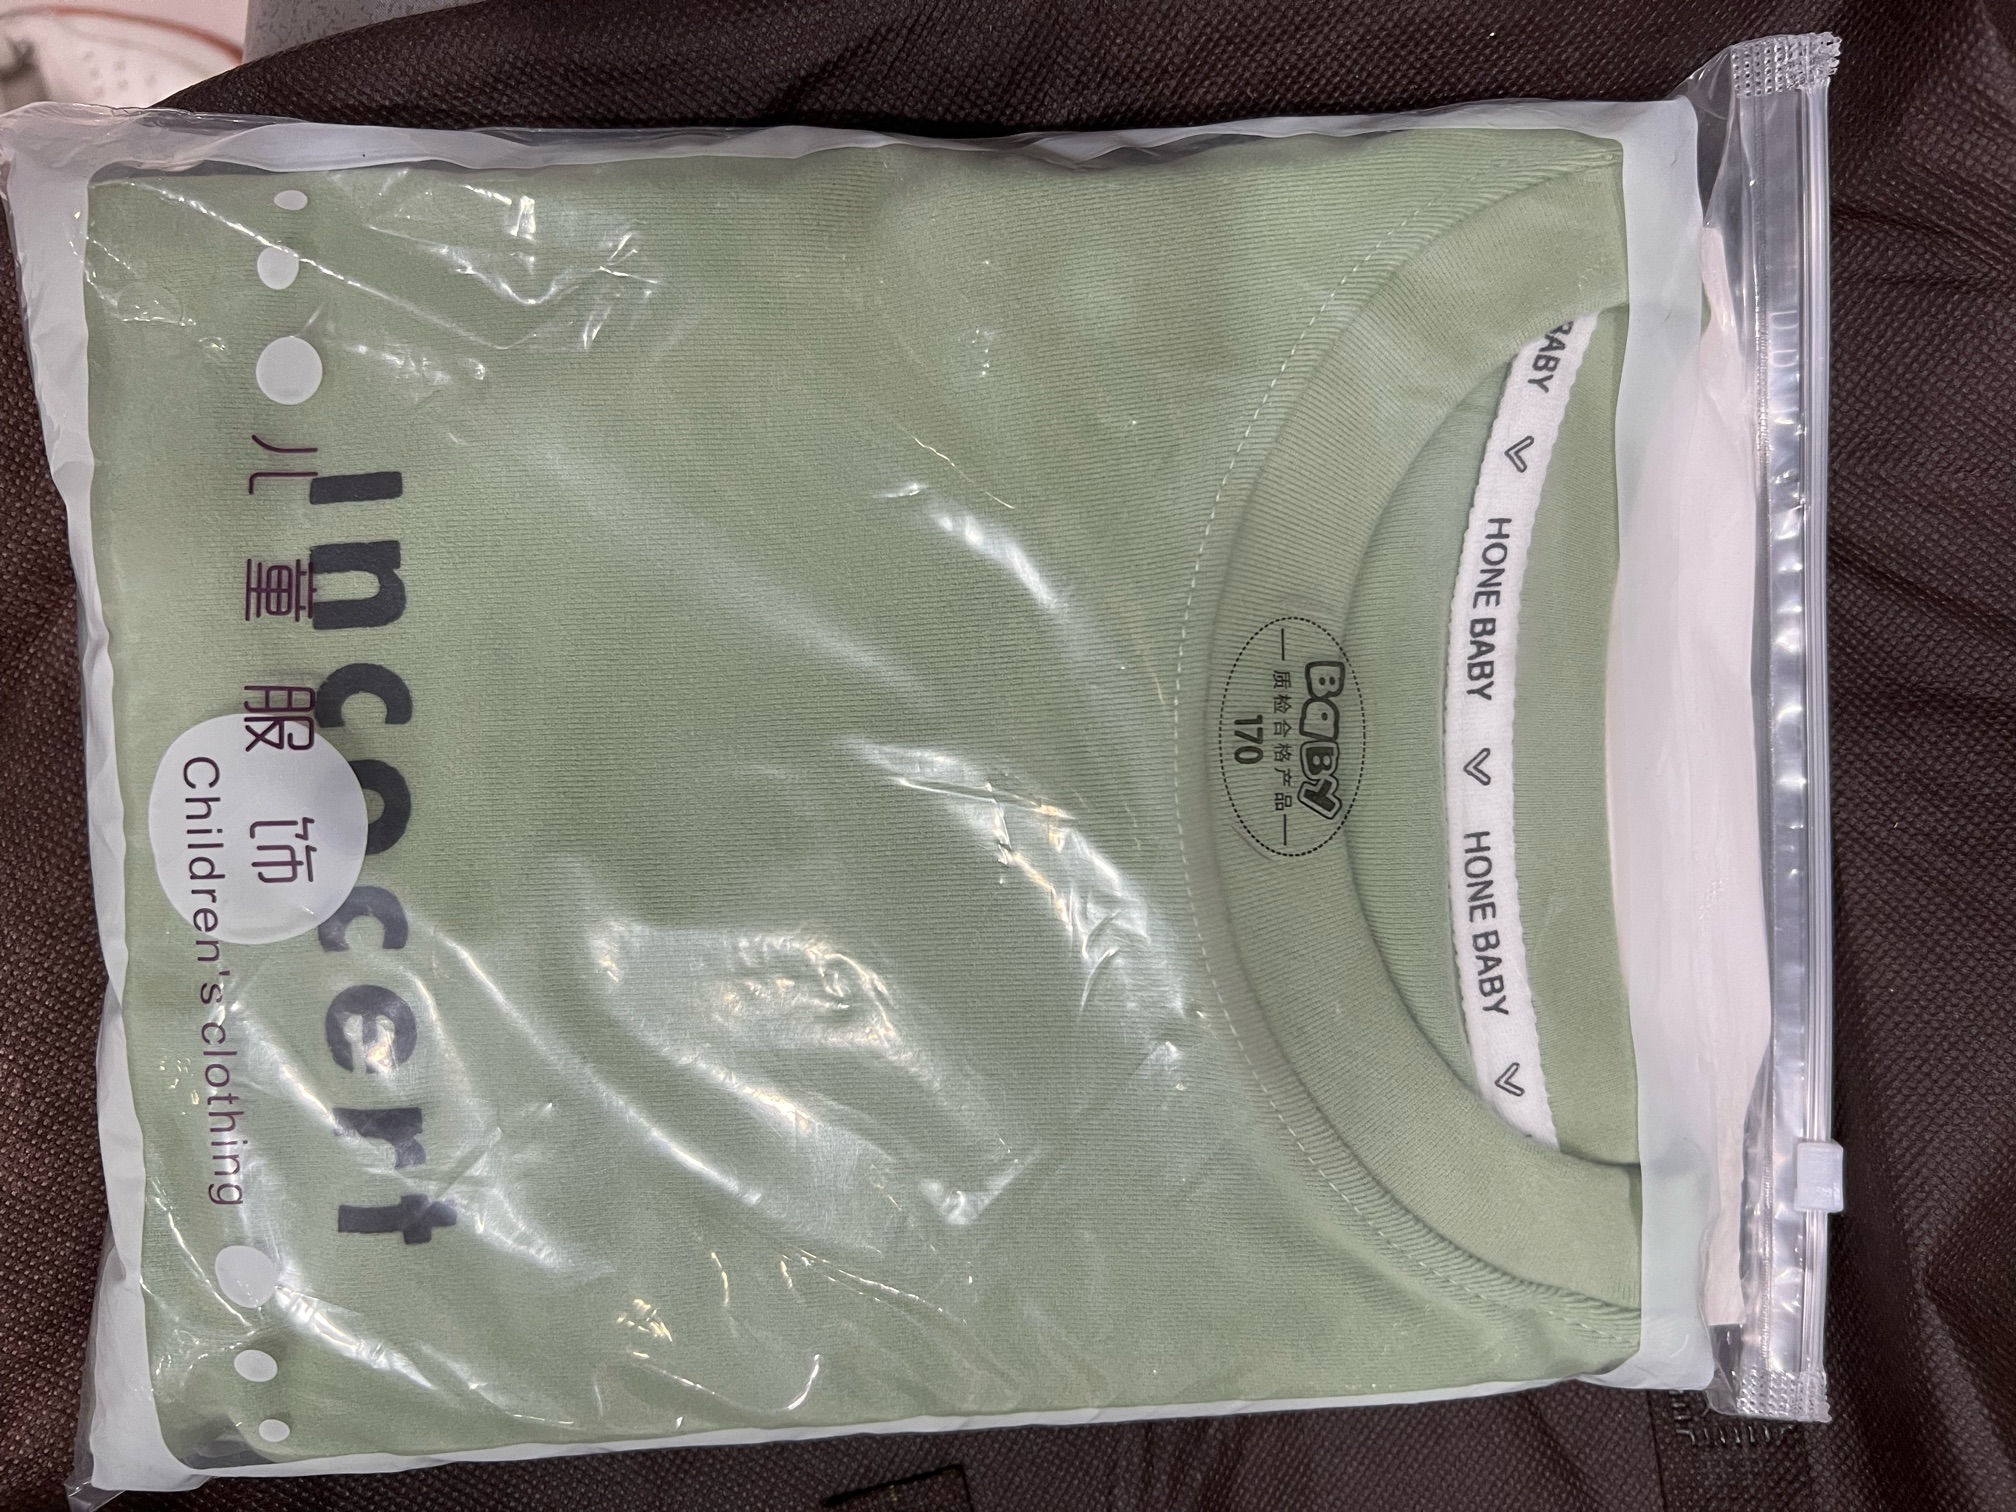 BABY ♡ HONE BABY ♡ HONE BABY ♡
BaBY
质检合格产品
170
Incocert
儿童服饰
Children's clothing